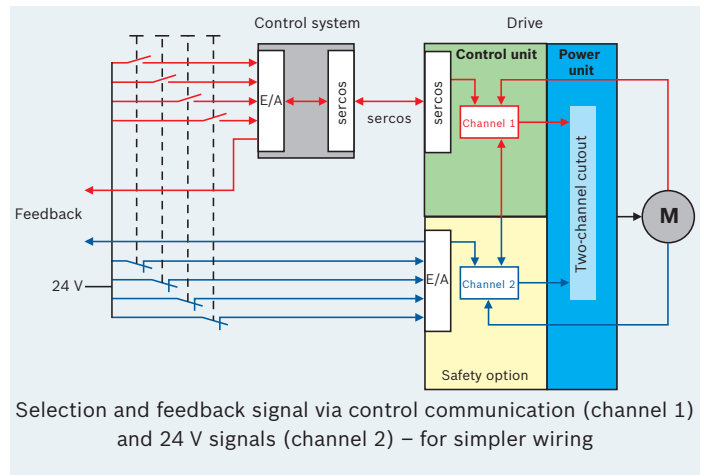 Control system
Drive
Control unit
Power
unit
E/A
sercos
sercos
sercos
Channel 1
Two-channel cutout
M
Feedback
24 V
E/A
Channel 2
Safety option
Selection and feedback signal via control communication (channel 1)
and 24 V signals (channel 2) – for simpler wiring